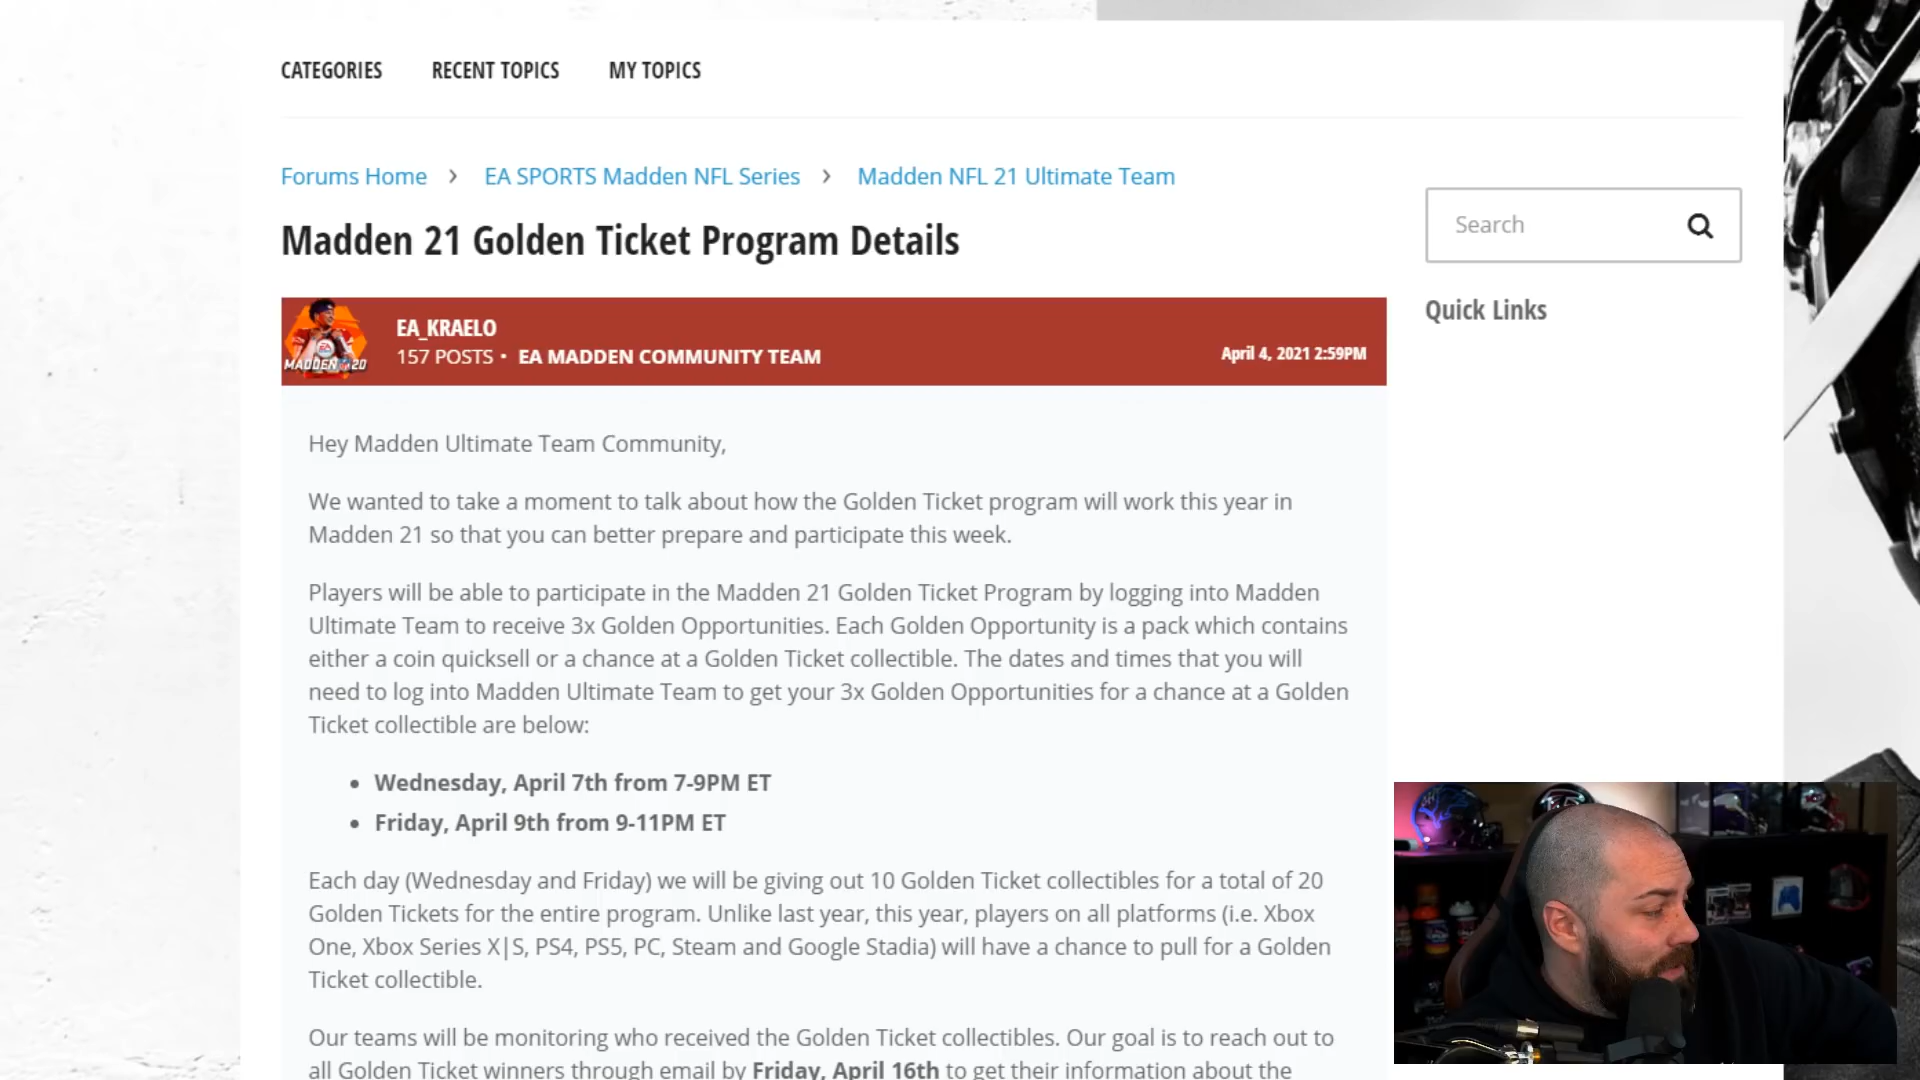 CATEGORIES RECENT TOPICS MY TOPICS
Forums Home > EA SPORTS Madden NFL Series > Madden NFL 21 Ultimate Team
Search
Madden 21 Golden Ticket Program Details
Quick Links
EA_KRAELO
157 POSTS • EA MADDEN COMMUNITY TEAM
April 4, 2021 2:59PM
MADDEN 20
Hey Madden Ultimate Team Community,
We wanted to take a moment to talk about how the Golden Ticket program will work this year in
Madden 21 so that you can better prepare and participate this week.
Players will be able to participate in the Madden 21 Golden Ticket Program by logging into Madden
Ultimate Team to receive 3x Golden Opportunities. Each Golden Opportunity is a pack which contains
either a coin quicksell or a chance at a Golden Ticket collectible. The dates and times that you will
need to log into Madden Ultimate Team to get your 3x Golden Opportunities for a chance at a Golden
Ticket collectible are below:
• Wednesday, April 7th from 7-9PM ET
• Friday, April 9th from 9-11PM ET
Each day (Wednesday and Friday) we will be giving out 10 Golden Ticket collectibles for a total of 20
Golden Tickets for the entire program. Unlike last year, this year, players on all platforms (i.e. Xbox
One, Xbox Series X|S, PS4, PS5, PC, Steam and Google Stadia) will have a chance to pull for a Golden
Ticket collectible.
Our teams will be monitoring who received the Golden Ticket collectibles. Our goal is to reach out to
all Golden Ticket winners through email by Friday, April 16th to get their information about the